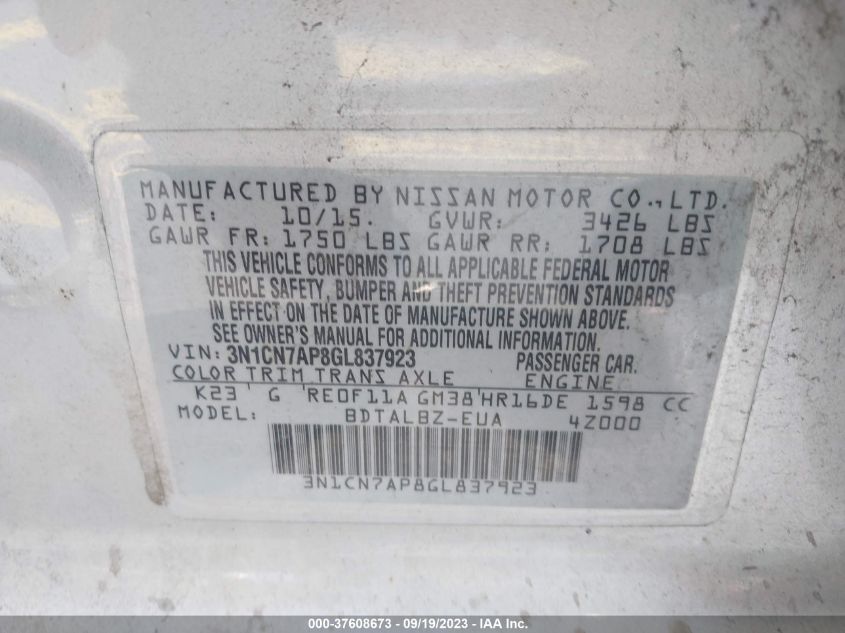 MANUFACTURED BY NISSAN MOTOR CO., LTD.
DATE: 10/15. GVWR: 3426 LBS
GAWR FR: 1750 LBS GAWR RR: 1708 LBS
THIS VEHICLE CONFORMS TO ALL APPLICABLE FEDERAL MOTOR
VEHICLE SAFETY, BUMPER AND THEFT PREVENTION STANDARDS
IN EFFECT ON THE DATE OF MANUFACTURE SHOWN ABOVE.
SEE OWNER'S MANUAL FOR ADDITIONAL INFORMATION.
VIN: 3N1CN7AP8GL837923 PASSENGER CAR.
COLOR TRIM TRANS AXLE ENGINE
K23 G RE0F11A GM38 HR16DE 1598 CC
MODEL: BDTALBZ-EUA 4Z000
3N1CN7AP8GL837923
000-37608673 - 09/19/2023 - IAA Inc.